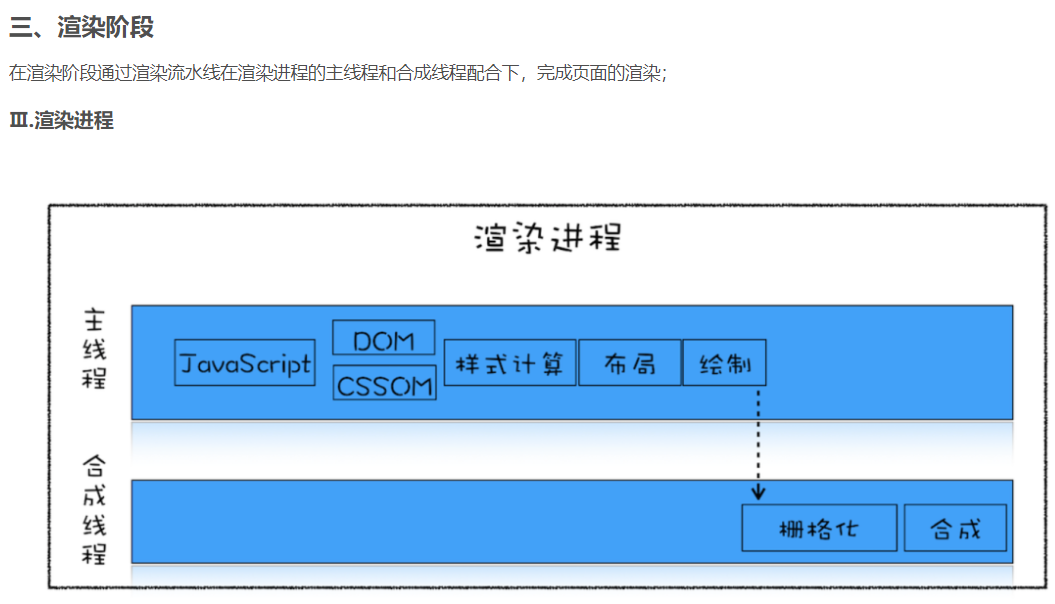 三、渲染阶段
在渲染阶段通过渲染流水线在渲染进程的主线程和合成线程配合下，完成页面的渲染；
Ⅲ.渲染进程
渲染进程
主线程
JavaScript
DOM
CSSOM
样式计算
布局
绘制
合成线程
栅格化
合成